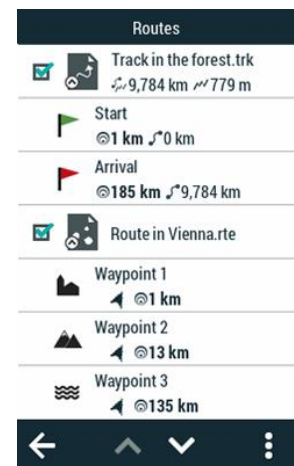 Routes
Track in the forest.trk
9,784 km 779 m
Start
1 km 0 km
Arrival
185 km 9,784 km
Route in Vienna.rte
Waypoint 1
1 km
Waypoint 2
13 km
Waypoint 3
135 km